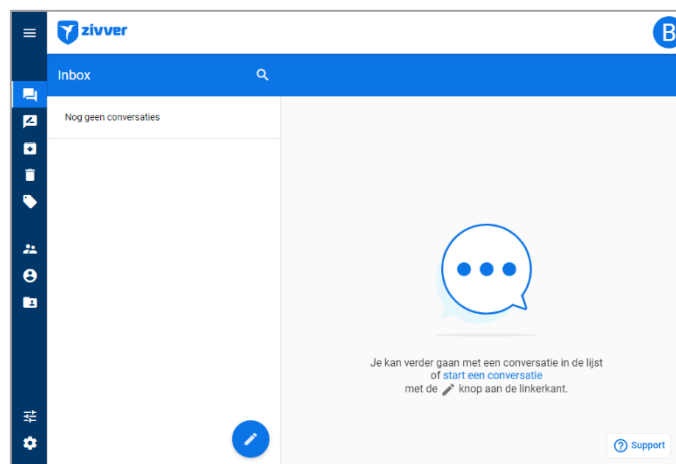 zivver
B
Inbox
Nog geen conversaties
Je kan verder gaan met een conversatie in de lijst
of start een conversatie
met de knop aan de linkerkant.
Support